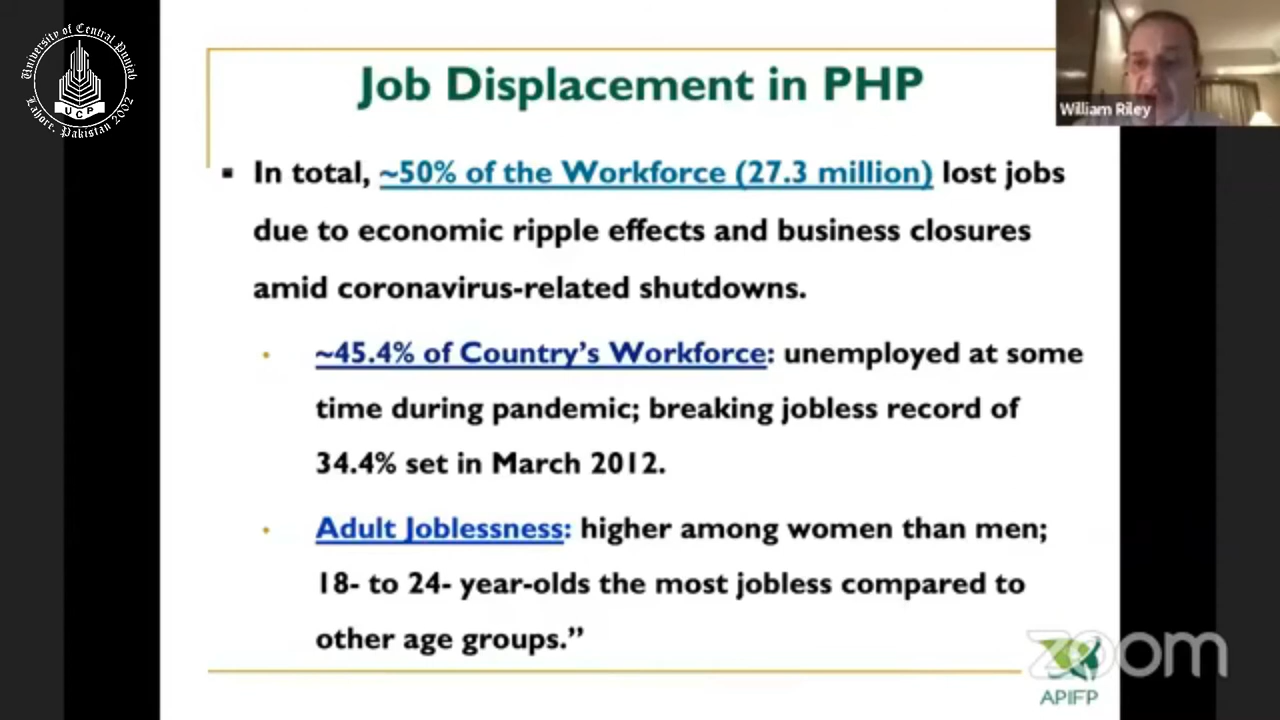 University of Central Punjab
UCP
Lahore, Pakistan 2002
Job Displacement in PHP
William Riley
▪ In total, ~50% of the Workforce (27.3 million) lost jobs
due to economic ripple effects and business closures
amid coronavirus-related shutdowns.
• ~45.4% of Country’s Workforce: unemployed at some
time during pandemic; breaking jobless record of
34.4% set in March 2012.
• Adult Joblessness: higher among women than men;
18- to 24- year-olds the most jobless compared to
other age groups.”
zoom
APIFP